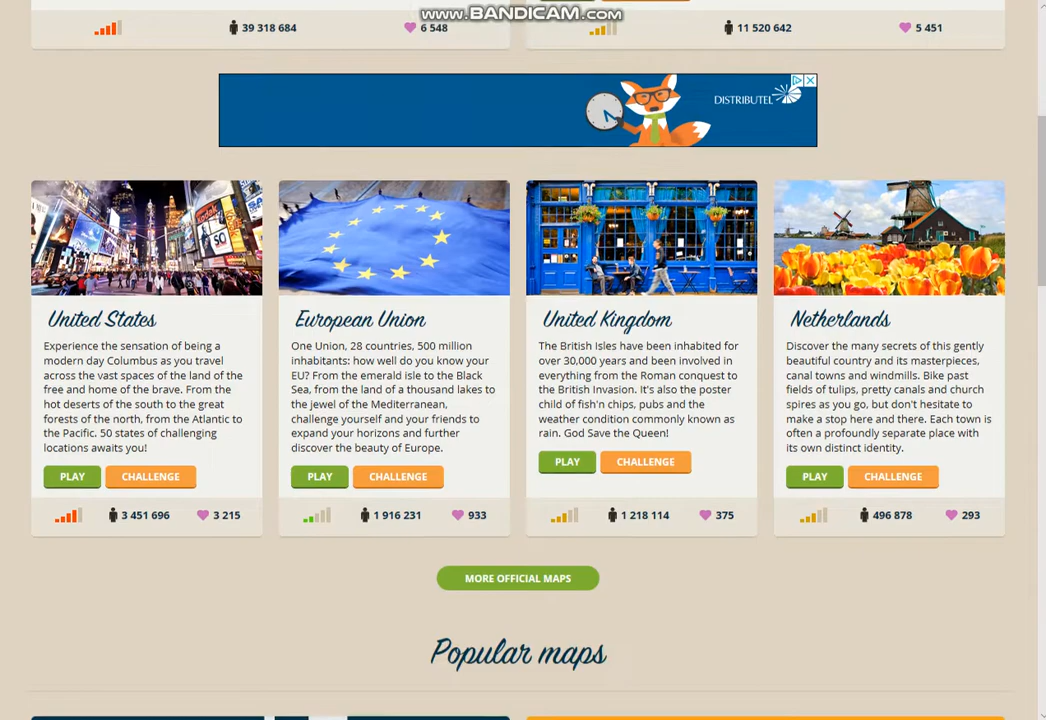 www.BANDICAM.com
39 318 684
6 548
11 520 642
5 451
DISTRIBUTEL
United States
Experience the sensation of being a
modern day Columbus as you travel
across the vast spaces of the land of the
free and home of the brave. From the
hot deserts of the south to the great
forests of the north, from the Atlantic to
the Pacific. 50 states of challenging
locations awaits you!
PLAY
CHALLENGE
3 451 696
3 215
European Union
One Union, 28 countries, 500 million
inhabitants: how well do you know your
EU? From the emerald isle to the Black
Sea, from the land of a thousand lakes to
the jewel of the Mediterranean,
challenge yourself and your friends to
expand your horizons and further
discover the beauty of Europe.
PLAY
CHALLENGE
1 916 231
933
United Kingdom
The British Isles have been inhabited for
over 30,000 years and been involved in
everything from the Roman conquest to
the British Invasion. It's also the poster
child of fish'n chips, pubs and the
weather condition commonly known as
rain. God Save the Queen!
PLAY
CHALLENGE
1 218 114
375
Netherlands
Discover the many secrets of this gently
beautiful country and its masterpieces,
canal towns and windmills. Bike past
fields of tulips, pretty canals and church
spires as you go, but don't hesitate to
make a stop here and there. Each town is
often a profoundly separate place with
its own distinct identity.
PLAY
CHALLENGE
496 878
293
MORE OFFICIAL MAPS
Popular maps